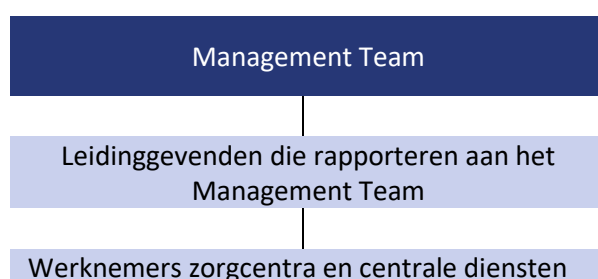 Management Team
Leidinggevenden die rapporteren aan het
Management Team
Werknemers zorgcentra en centrale diensten